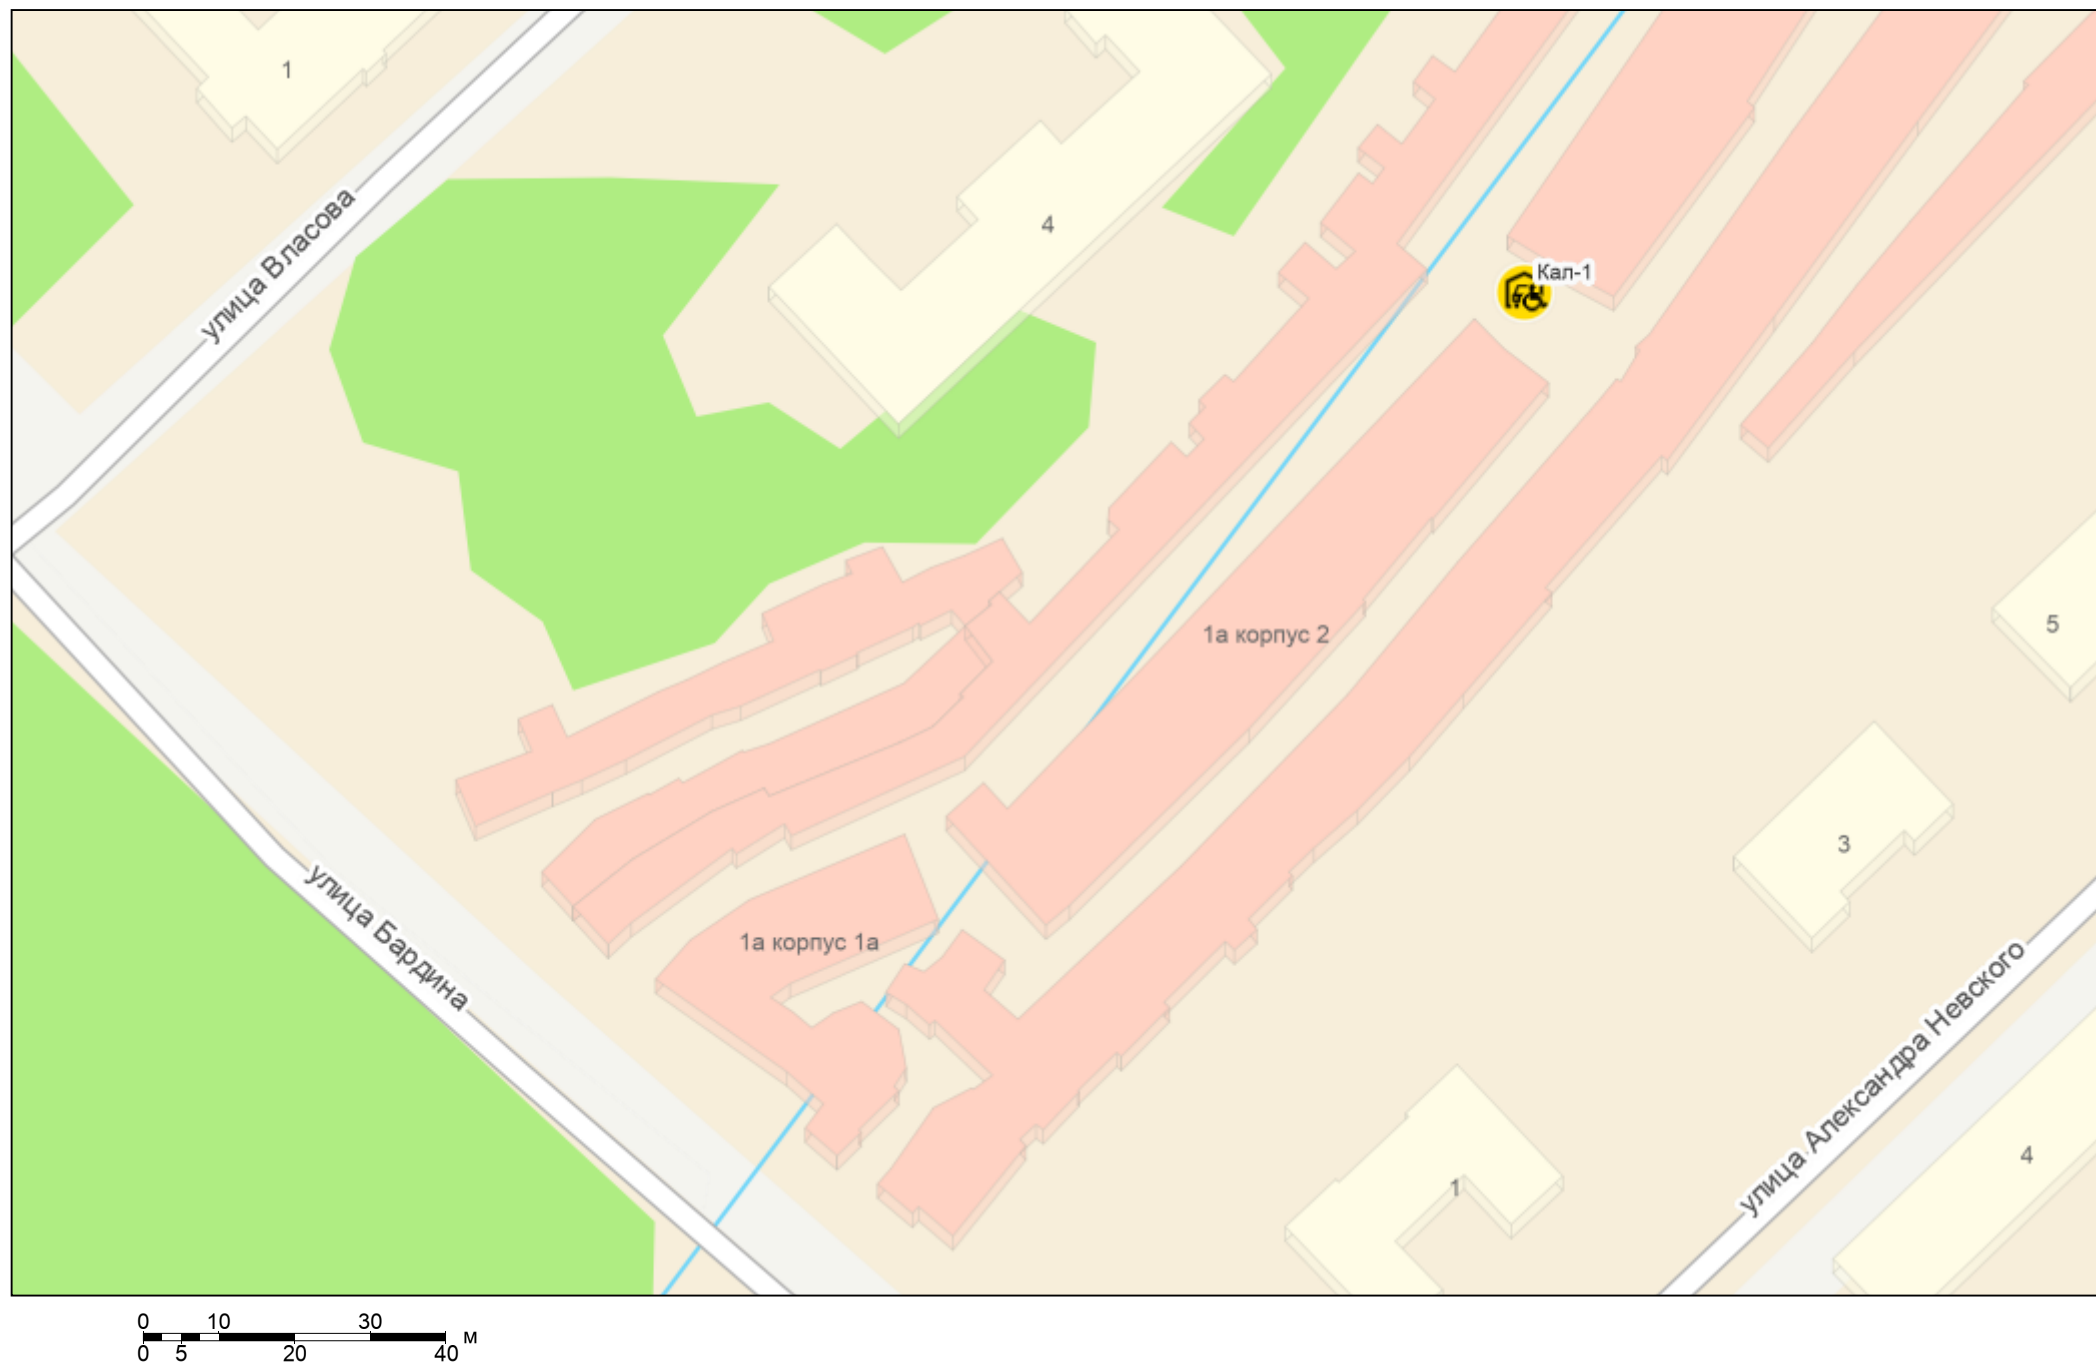 1
улица Власова
4
Кал-1
1а корпус 2
5
3
улица Бардина
1а корпус 1а
улица Александра Невского
4
1
0 10 30
м
0 5 20 40